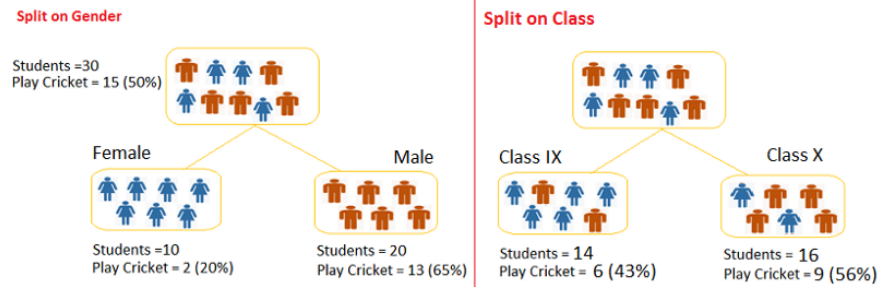 Split on Gender
Students =30
Play Cricket = 15 (50%)
Female
Male
Students =10
Play Cricket = 2 (20%)
Students = 20
Play Cricket = 13 (65%)
Split on Class
Class IX
Class X
Students = 14
Play Cricket = 6 (43%)
Students = 16
Play Cricket = 9 (56%)